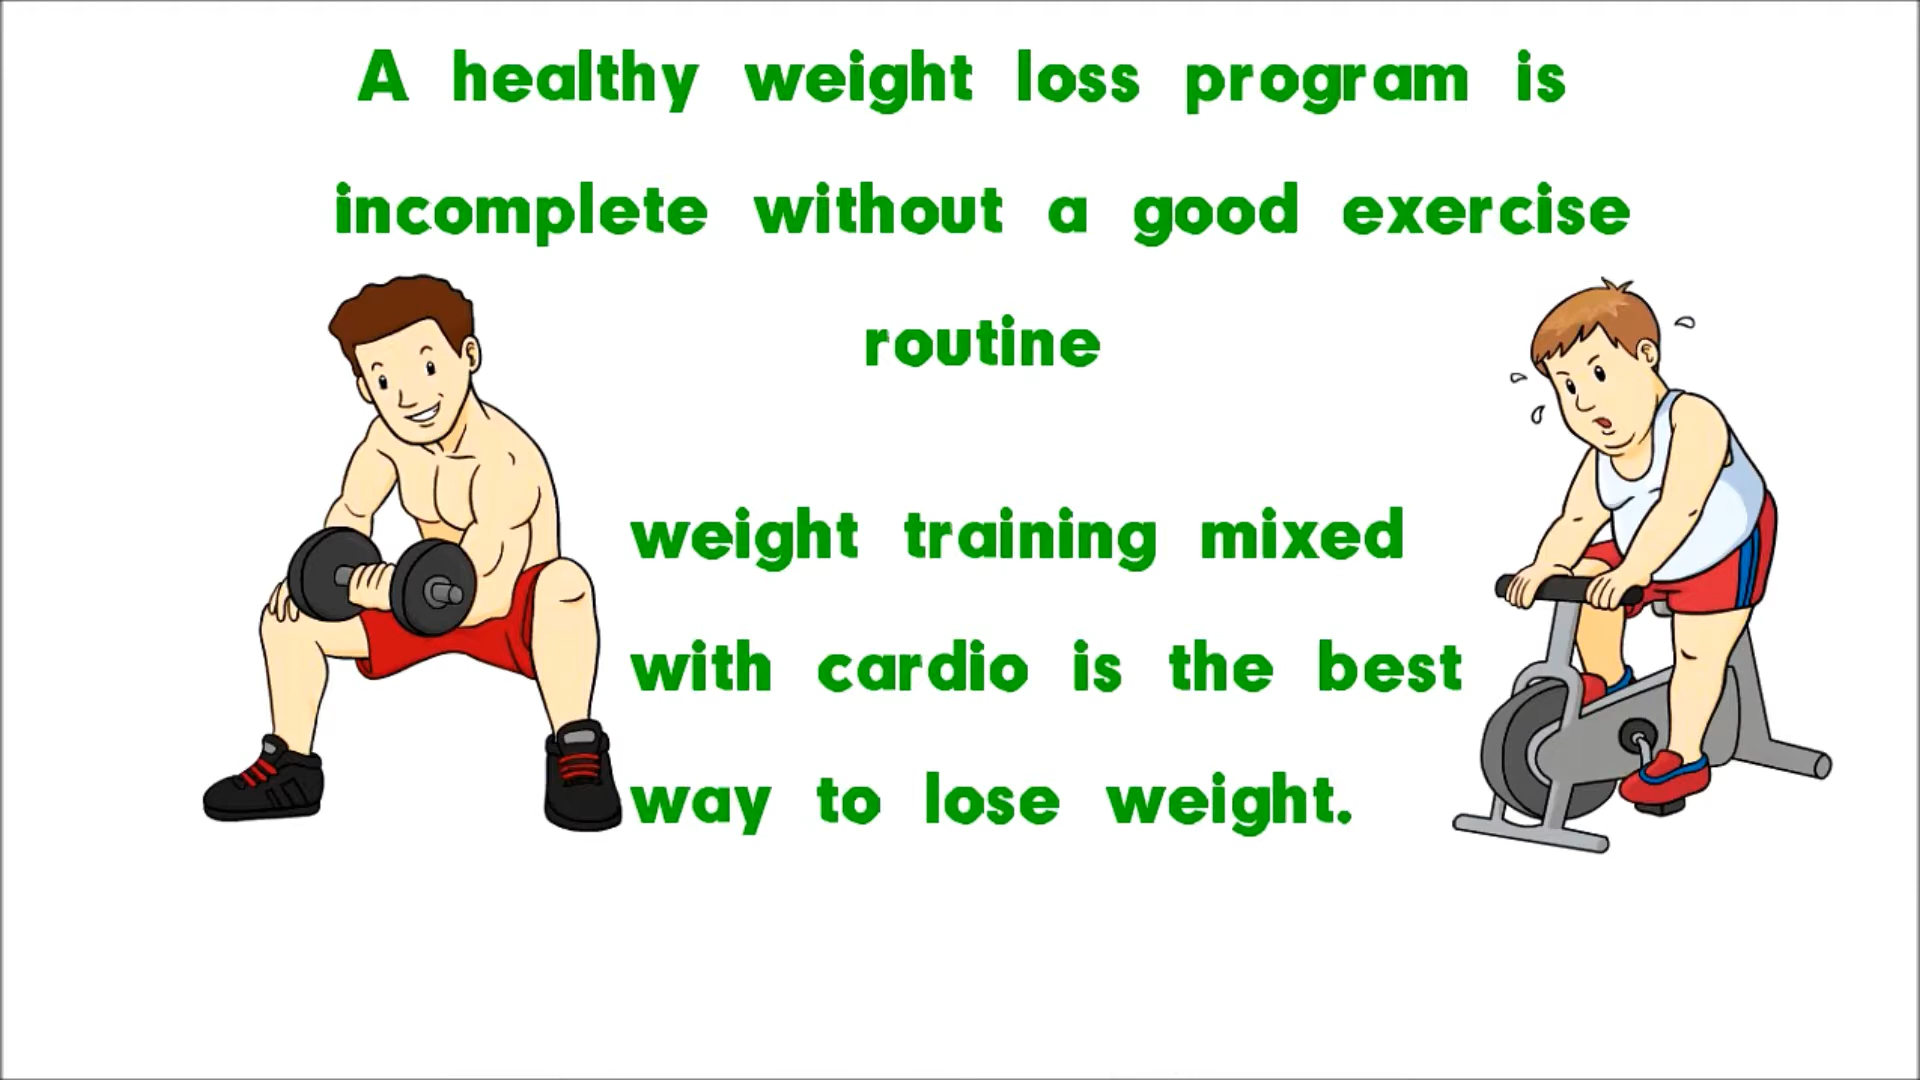 A healthy weight loss program is
incomplete without a good exercise
routine
weight training mixed
with cardio is the best
way to lose weight.